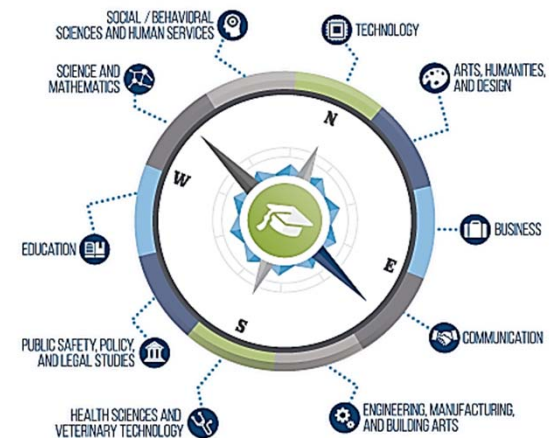 SOCIAL / BEHAVIORAL
SCIENCES AND HUMAN SERVICES
TECHNOLOGY
SCIENCE AND
MATHEMATICS
ARTS, HUMANITIES,
AND DESIGN
N
W
EDUCATION
BUSINESS
E
S
PUBLIC SAFETY, POLICY,
AND LEGAL STUDIES
COMMUNICATION
HEALTH SCIENCES AND
VETERINARY TECHNOLOGY
ENGINEERING, MANUFACTURING,
AND BUILDING ARTS